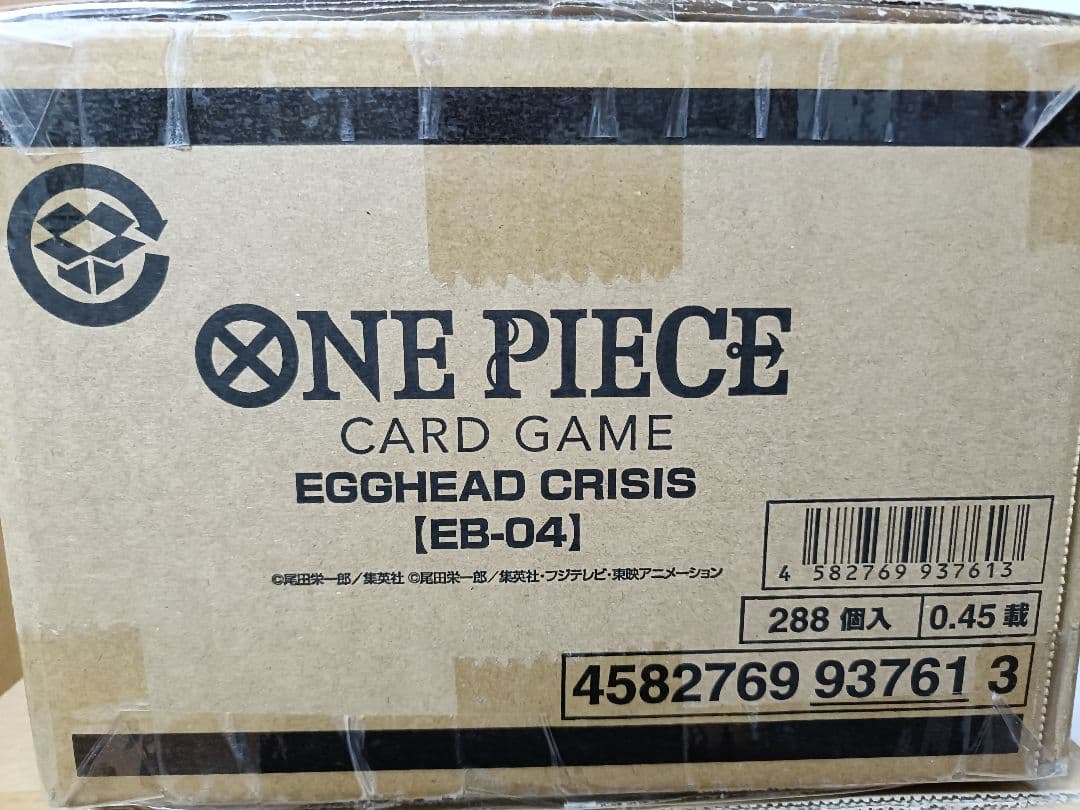 ONE PIECE
CARD GAME
EGGHEAD CRISIS
【EB-04】
©尾田栄一郎／集英社 ©尾田栄一郎／集英社・フジテレビ・東映アニメーション
4 582769 937613
288 個入 0.45 載
4582769 93761 3